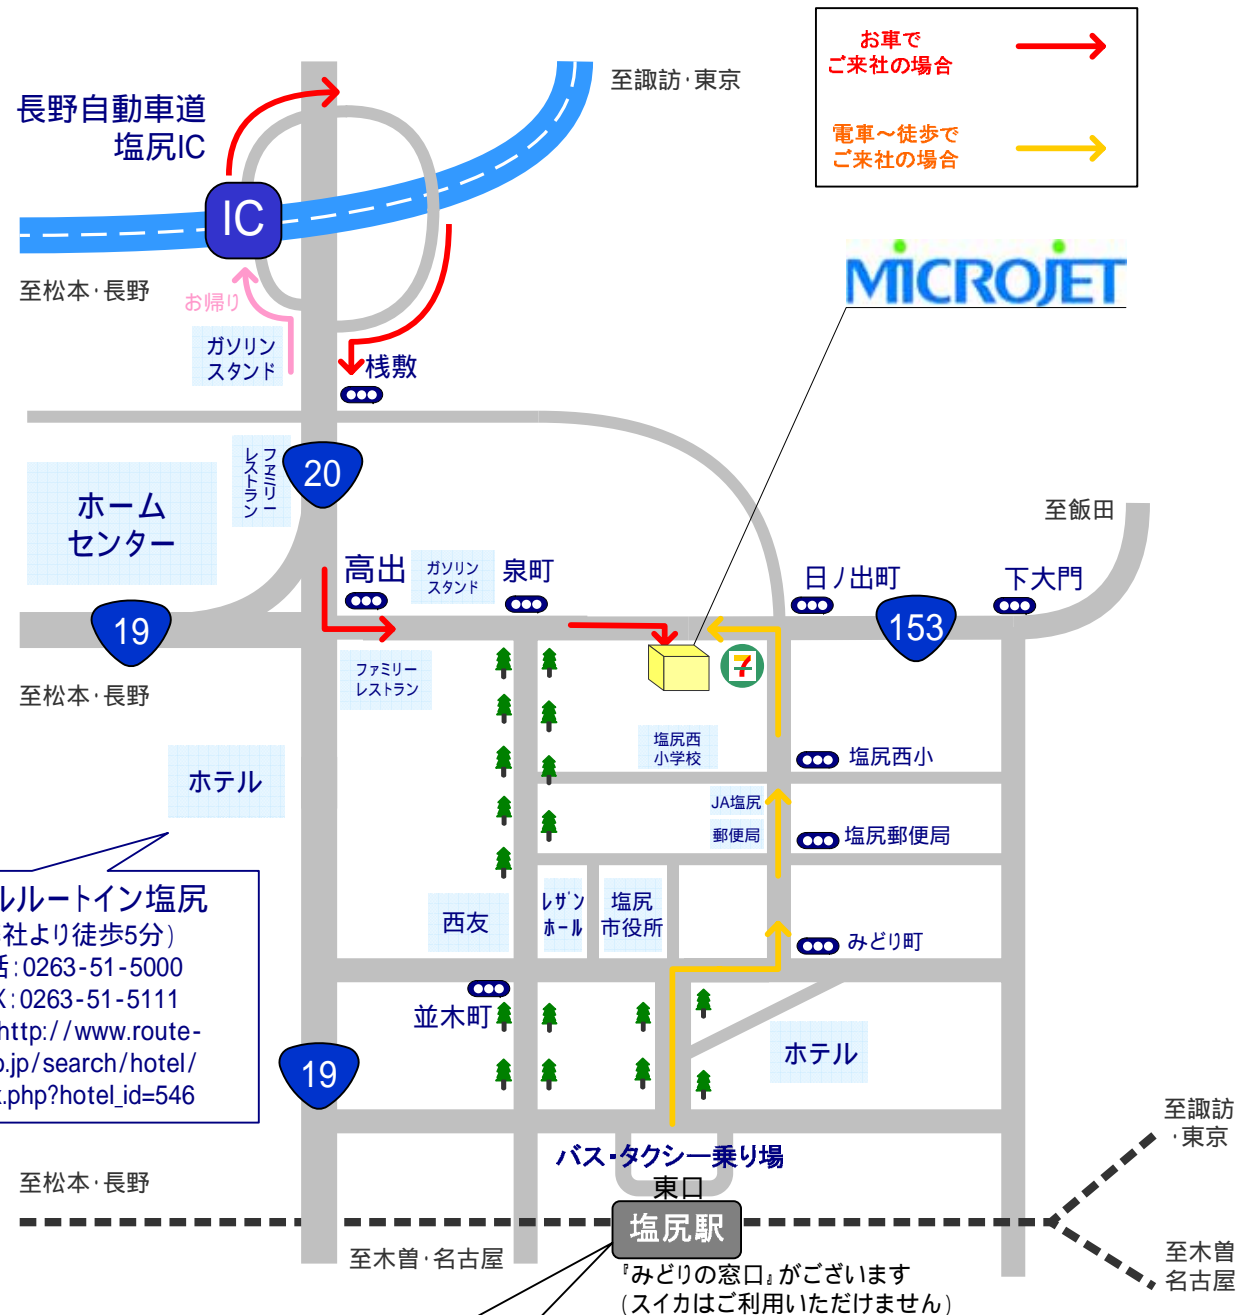 お車で
ご来社の場合
電車～徒歩で
ご来社の場合
至諏訪・東京
長野自動車道
塩尻IC
IC
MICROJET
至松本・長野
お帰り
ガソリン
スタンド
桟敷
ファミリー
レストラン
20
ホーム
センター
至飯田
高出
ガソリン
スタンド
泉町
日ノ出町
下大門
19
153
7
ファミリー
レストラン
至松本・長野
塩尻西
小学校
塩尻西小
ホテル
JA塩尻
郵便局
塩尻郵便局
ルルートイン塩尻
社より徒歩5分)
話:0263-51-5000
X:0263-51-5111
http://www.route-
o.jp/search/hotel/
x.php?hotel_id=546
西友
レザン
ホール
塩尻
市役所
みどり町
並木町
19
ホテル
至諏訪
・東京
バス・タクシー乗り場
東口
至松本・長野
塩尻駅
至木曽・名古屋
至木曽
名古屋
『みどりの窓口』がございます
(スイカはご利用いただけません)